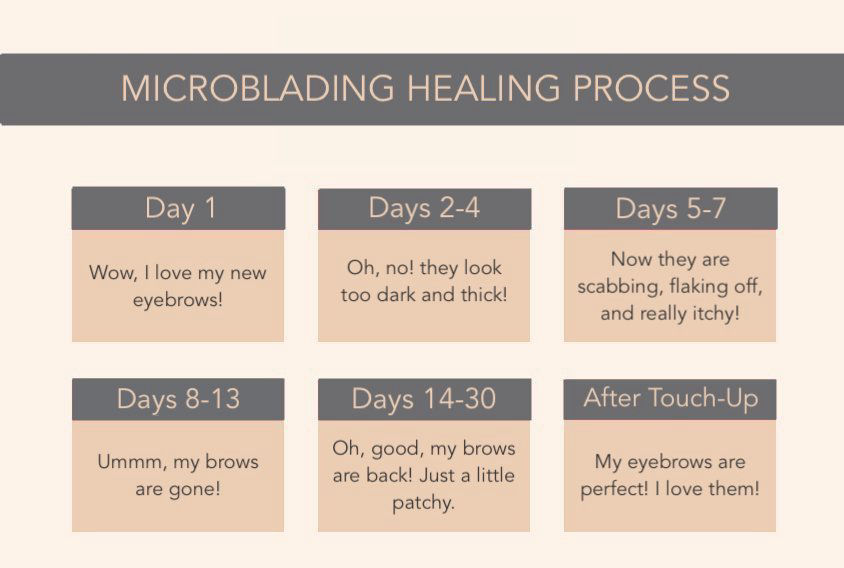 MICROBLADING HEALING PROCESS
Day 1
Wow, I love my new
eyebrows!
Days 2-4
Oh, no! they look
too dark and thick!
Days 5-7
Now they are
scabbing, flaking off,
and really itchy!
Days 8-13
Ummm, my brows
are gone!
Days 14-30
Oh, good, my brows
are back! Just a little
patchy.
After Touch-Up
My eyebrows are
perfect! I love them!